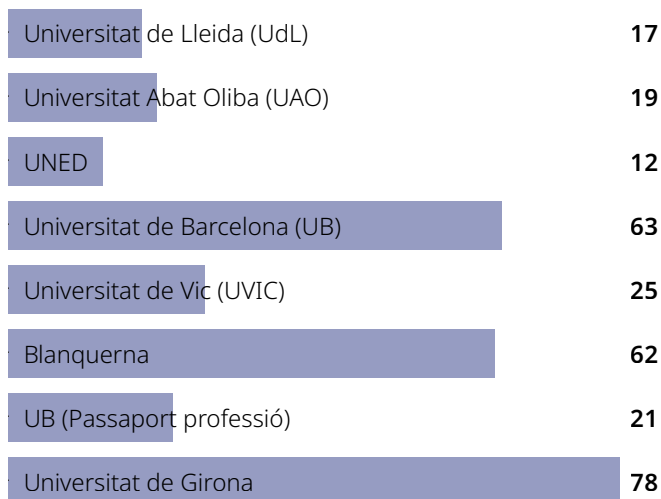 Universitat de Lleida (UdL) 17
Universitat Abat Oliba (UAO) 19
UNED 12
Universitat de Barcelona (UB) 63
Universitat de Vic (UVIC) 25
Blanquerna 62
UB (Passaport professió) 21
Universitat de Girona 78